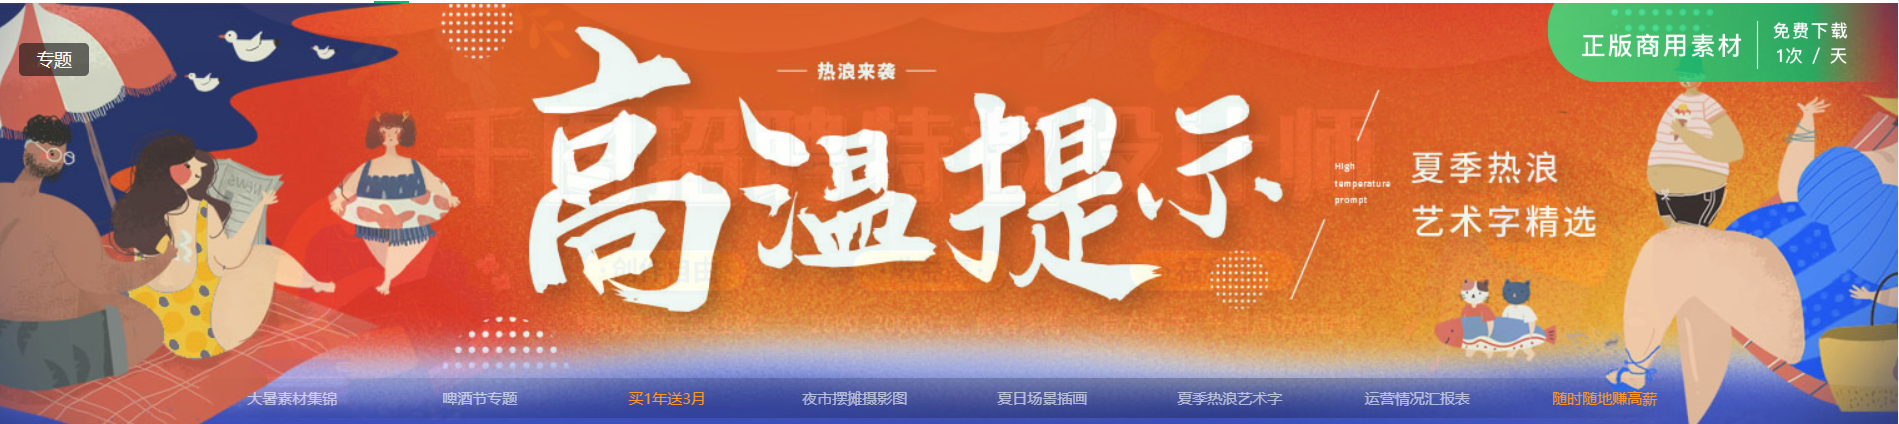 专题
热浪来袭
高温提示
High
temperature
prompt
夏季热浪
艺术字精选
正版商用素材
免费下载
1次 / 天
NEWS
大暑素材集锦
啤酒节专题
买1年送3月
夜市摆摊摄影图
夏日场景插画
夏季热浪艺术字
运营情况汇报表
随时随地赚高薪